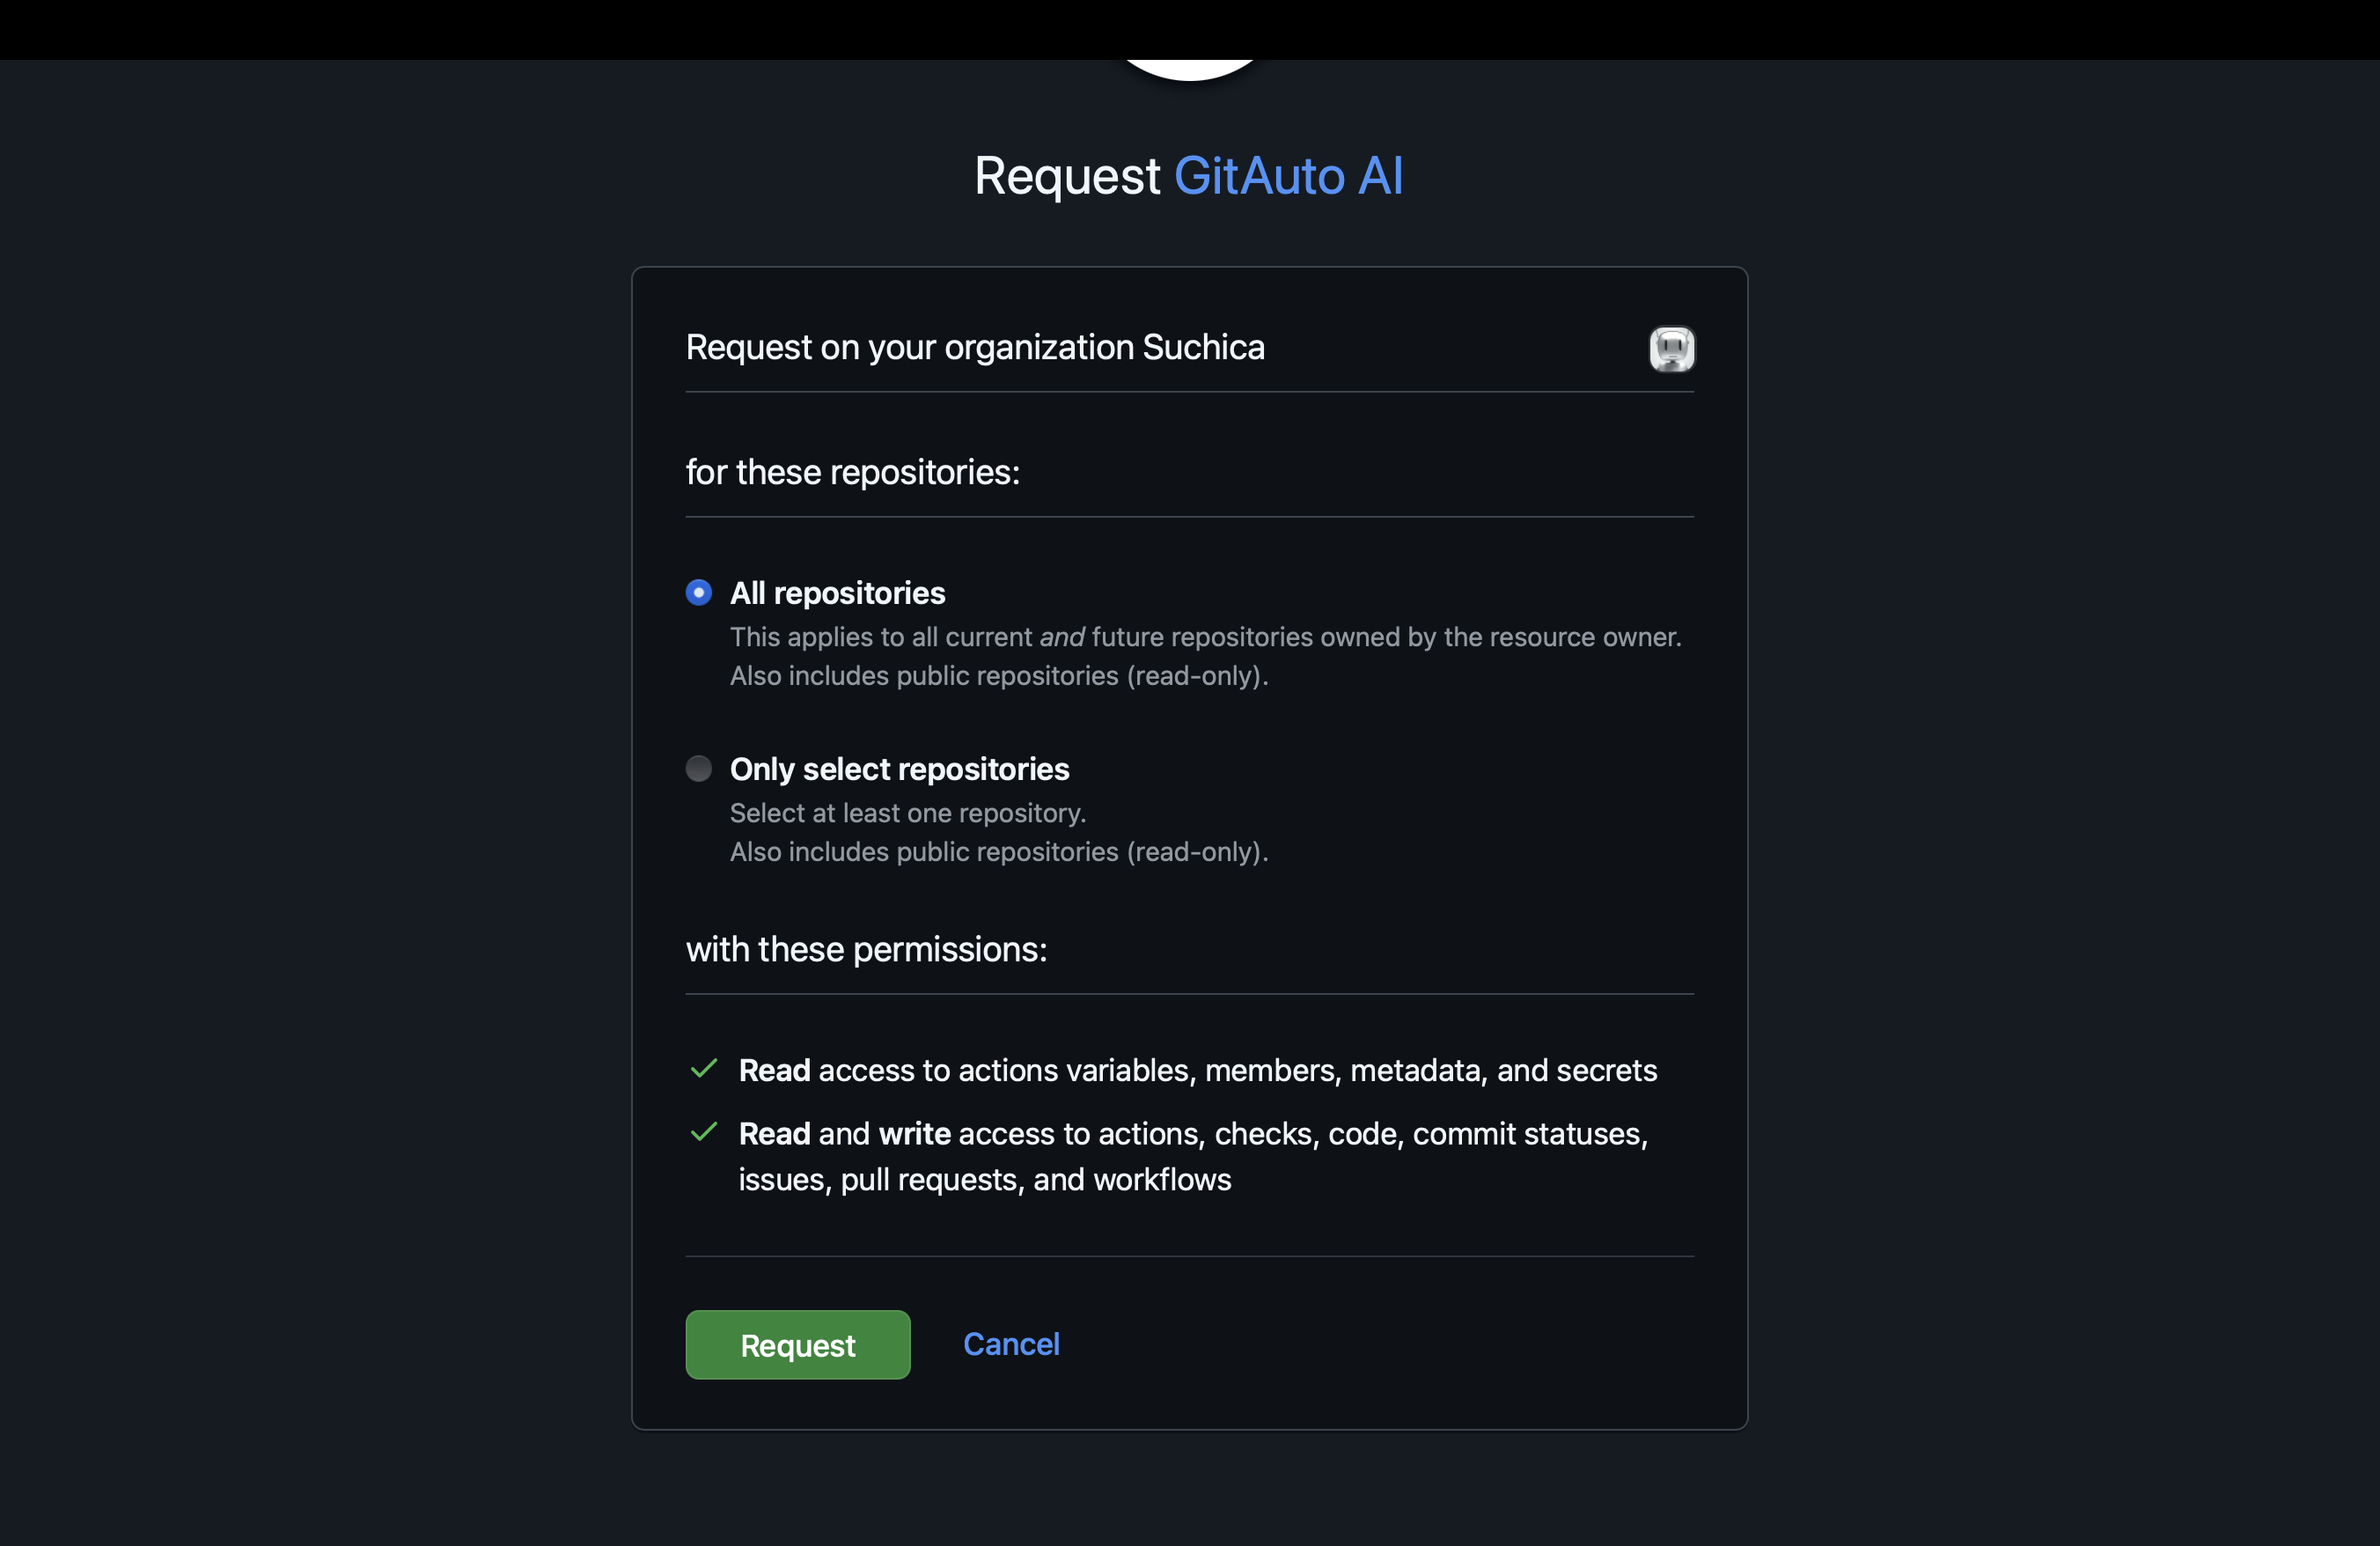 Request GitAuto AI
Request on your organization Suchica
for these repositories:
All repositories
This applies to all current and future repositories owned by the resource owner.
Also includes public repositories (read-only).
Only select repositories
Select at least one repository.
Also includes public repositories (read-only).
with these permissions:
Read access to actions variables, members, metadata, and secrets
Read and write access to actions, checks, code, commit statuses,
issues, pull requests, and workflows
Request Cancel